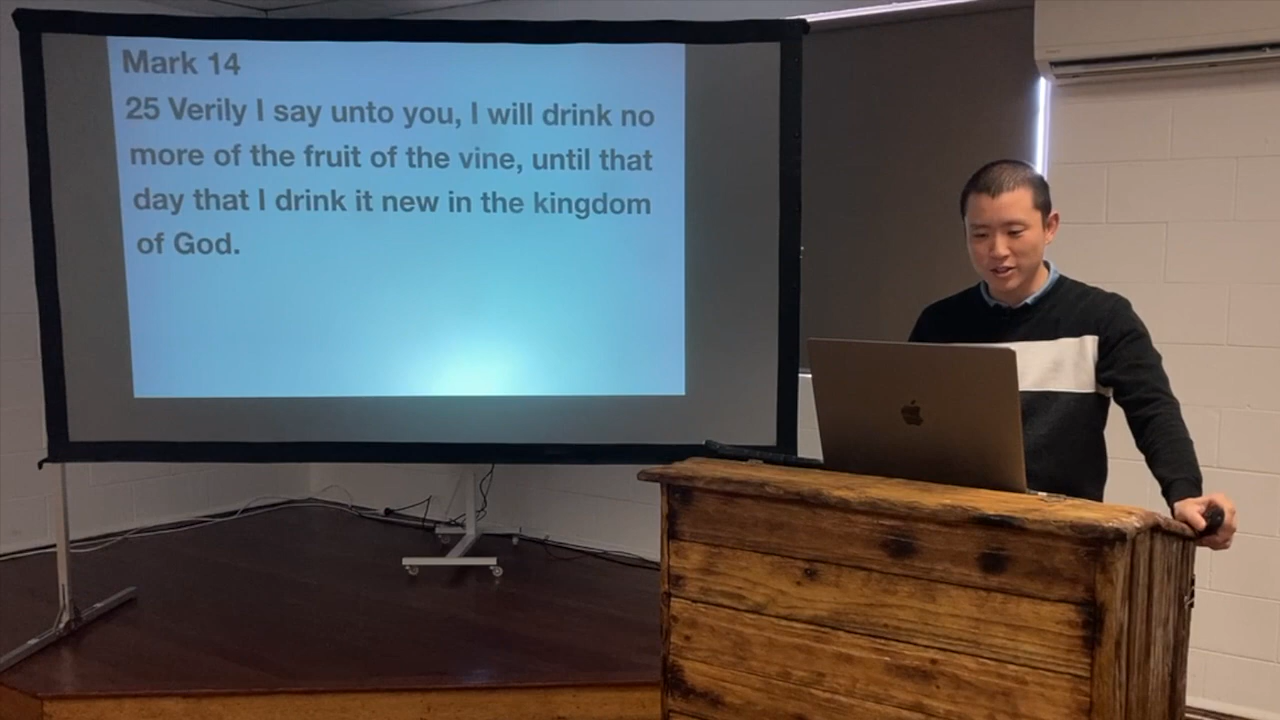 Mark 14
25 Verily I say unto you, I will drink no
more of the fruit of the vine, until that
day that I drink it new in the kingdom
of God.